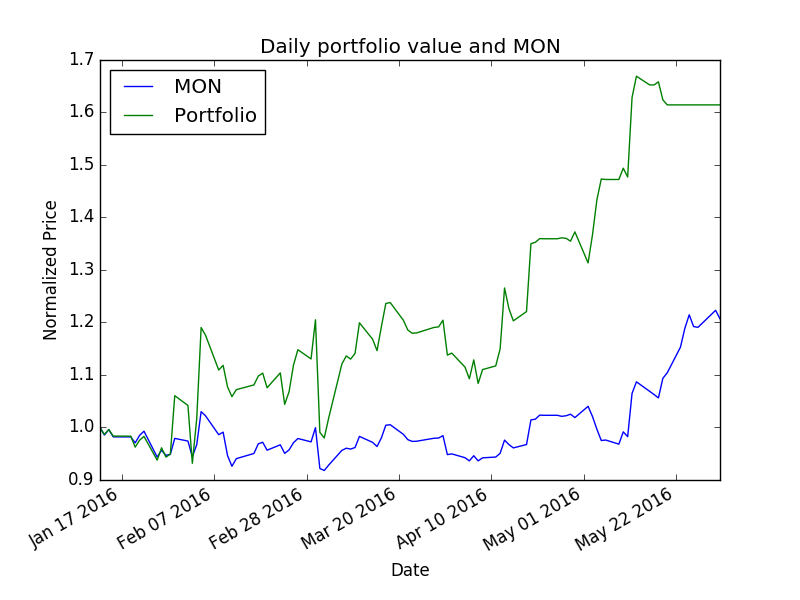 Daily portfolio value and MON
1.7
1.6
1.5
1.4
1.3
1.2
1.1
1.0
0.9
Normalized Price
MON
Portfolio
Jan 17 2016
Feb 07 2016
Feb 28 2016
Mar 20 2016
Apr 10 2016
May 01 2016
May 22 2016
Date